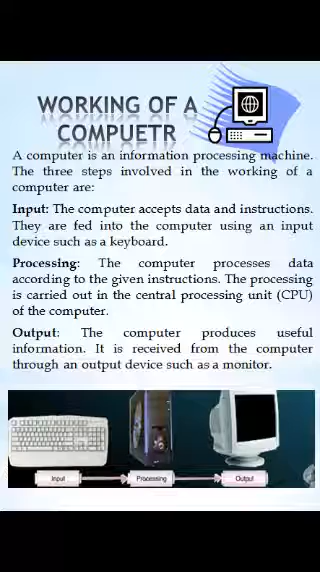 WORKING OF A
COMPUETR
A computer is an information processing machine.
The three steps involved in the working of a
computer are:
Input: The computer accepts data and instructions.
They are fed into the computer using an input
device such as a keyboard.
Processing: The computer processes data
according to the given instructions. The processing
is carried out in the central processing unit (CPU)
of the computer.
Output: The computer produces useful
information. It is received from the computer
through an output device such as a monitor.
Input Processing Output